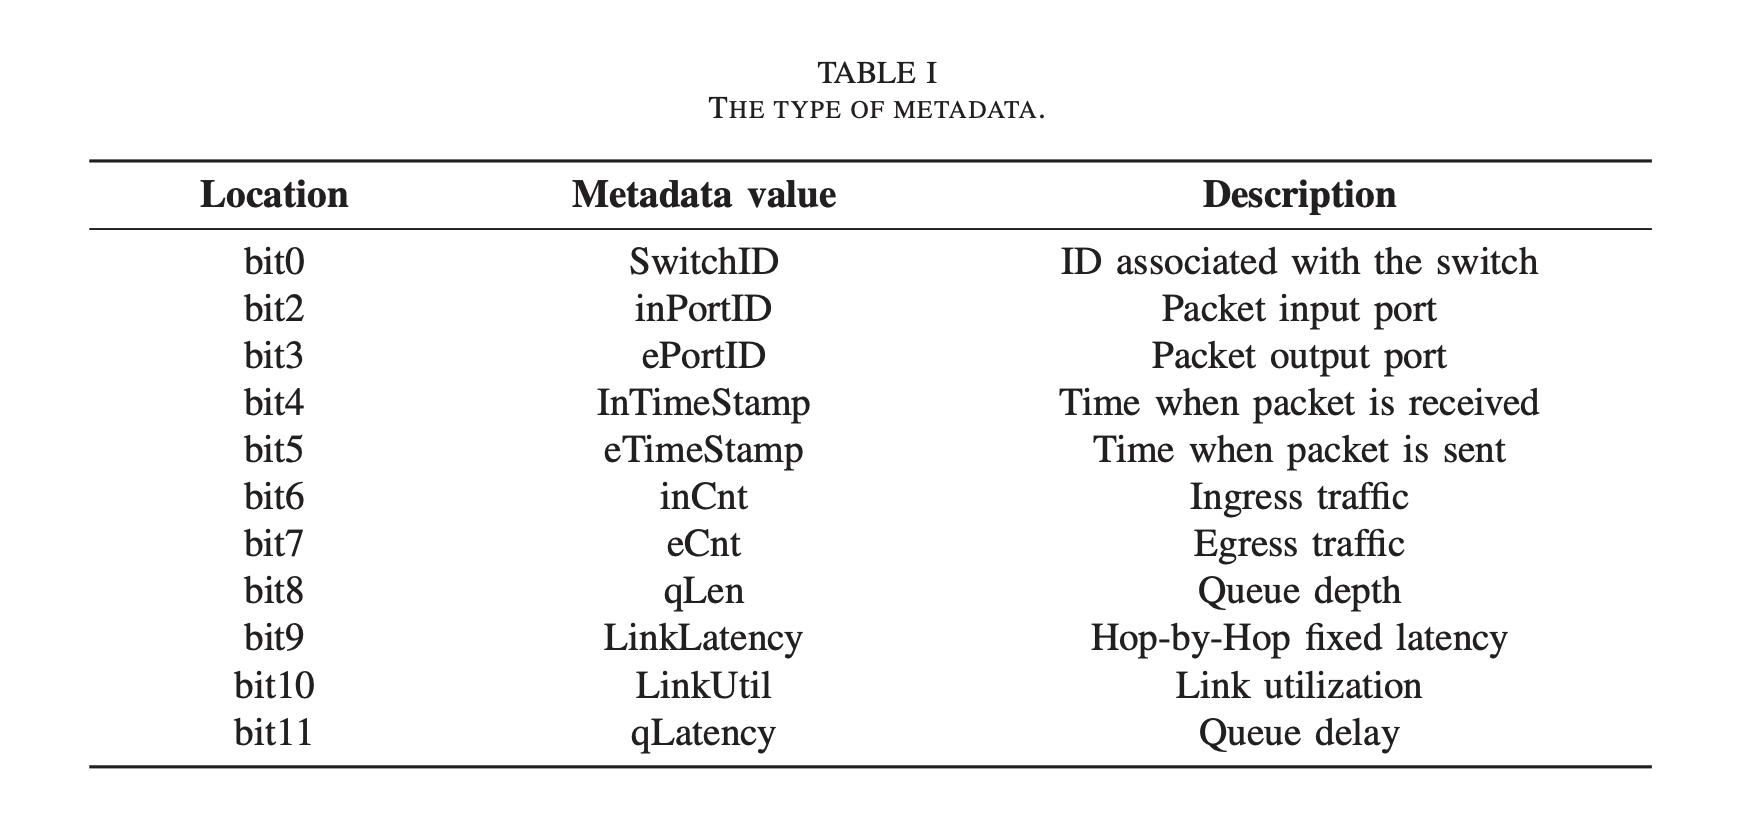 TABLE I
THE TYPE OF METADATA.
Location Metadata value Description
bit0 SwitchID ID associated with the switch
bit2 inPortID Packet input port
bit3 ePortID Packet output port
bit4 InTimeStamp Time when packet is received
bit5 eTimeStamp Time when packet is sent
bit6 inCnt Ingress traffic
bit7 eCnt Egress traffic
bit8 qLen Queue depth
bit9 LinkLatency Hop-by-Hop fixed latency
bit10 LinkUtil Link utilization
bit11 qLatency Queue delay